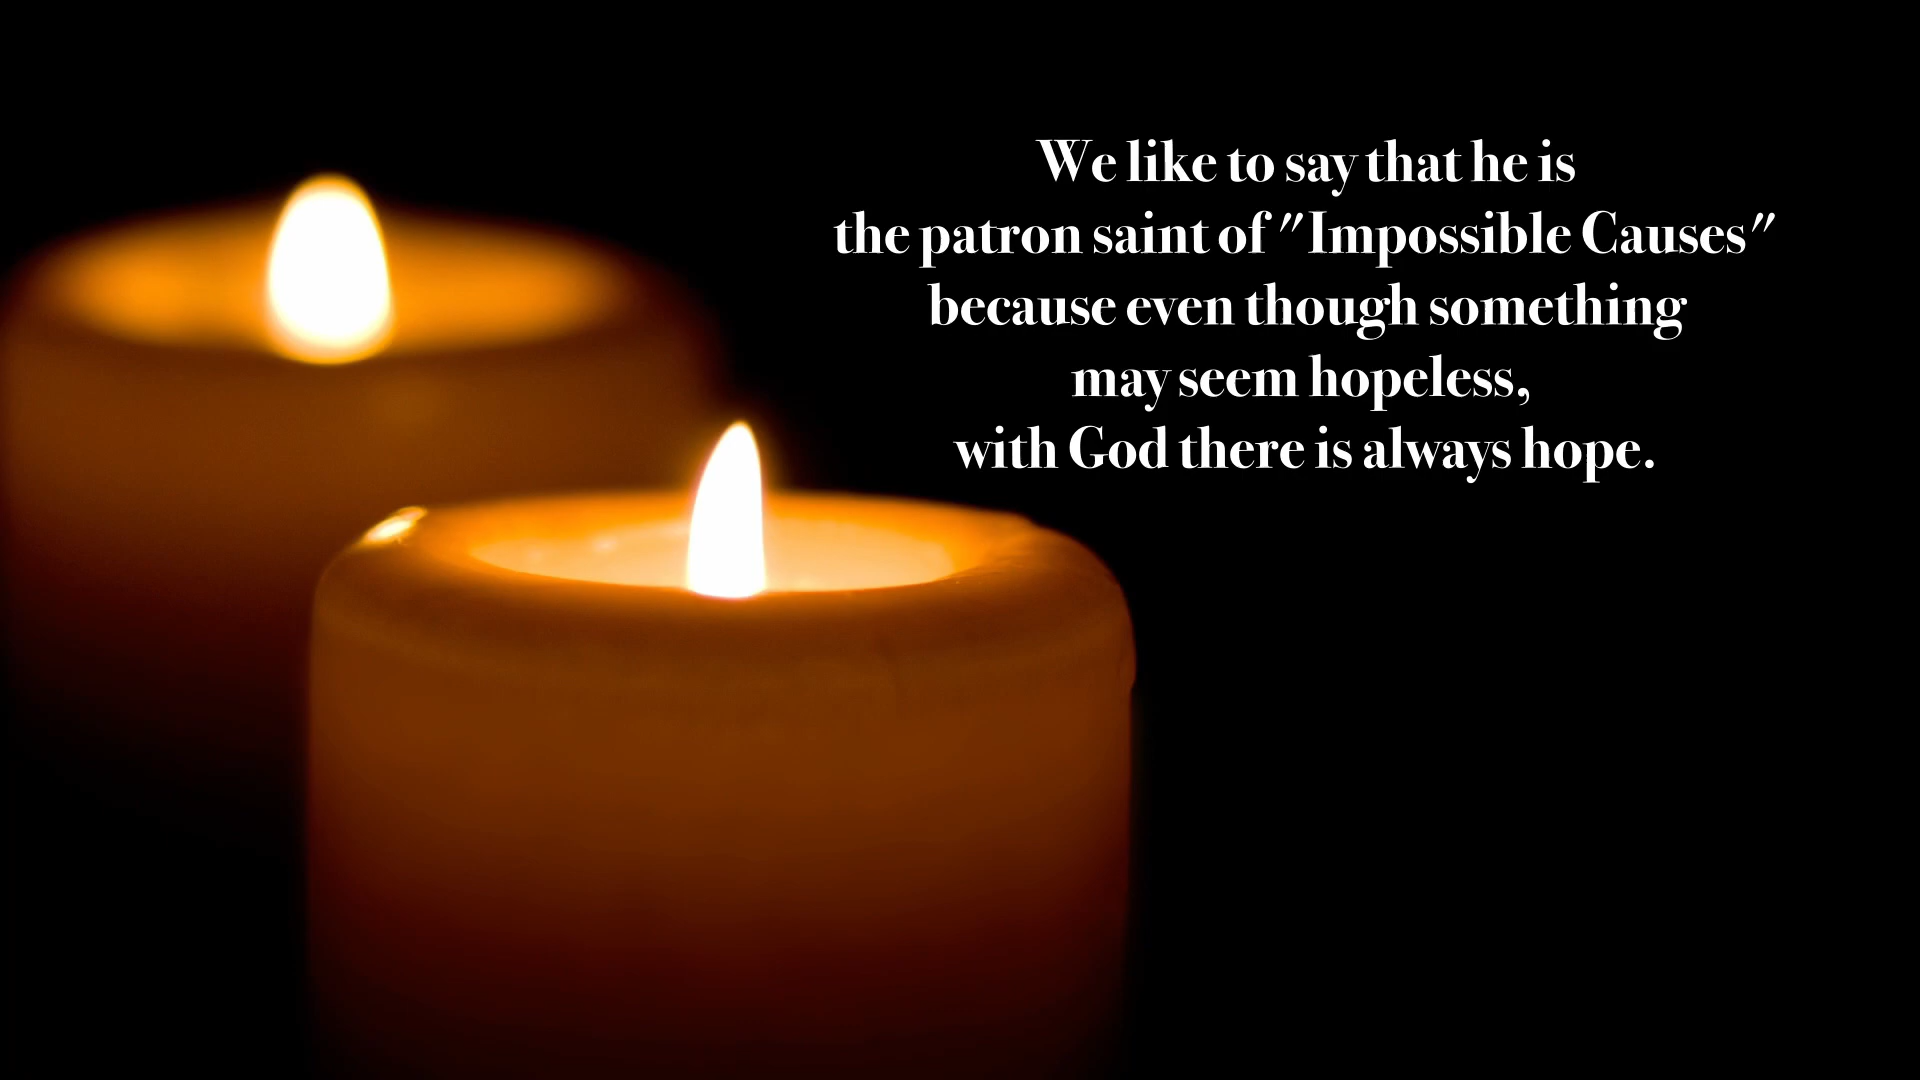 We like to say that he is
the patron saint of "Impossible Causes"
because even though something
may seem hopeless,
with God there is always hope.